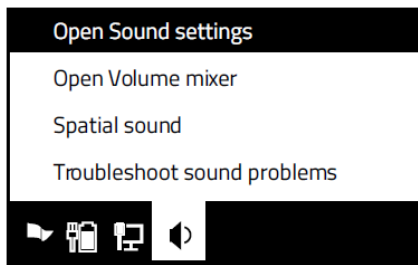 Open Sound settings
Open Volume mixer
Spatial sound
Troubleshoot sound problems